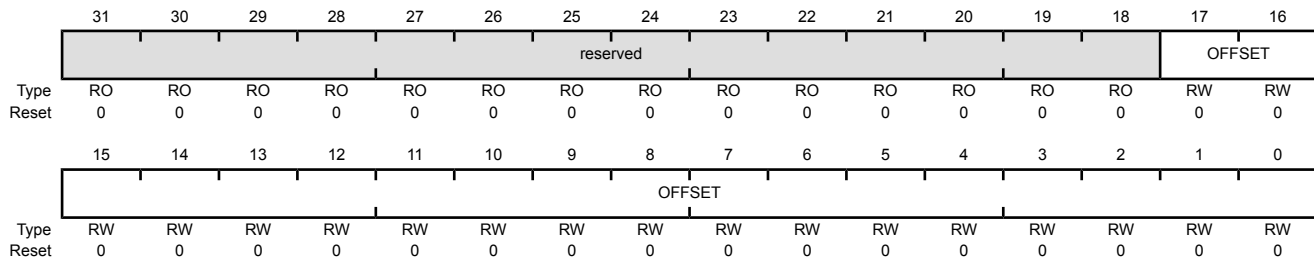 31 30 29 28 27 26 25 24 23 22 21 20 19 18 17 16
reserved OFFSET
Type RO RO RO RO RO RO RO RO RO RO RO RO RO RO RW RW
Reset 0 0 0 0 0 0 0 0 0 0 0 0 0 0 0 0
15 14 13 12 11 10 9 8 7 6 5 4 3 2 1 0
OFFSET
Type RW RW RW RW RW RW RW RW RW RW RW RW RW RW RW RW
Reset 0 0 0 0 0 0 0 0 0 0 0 0 0 0 0 0